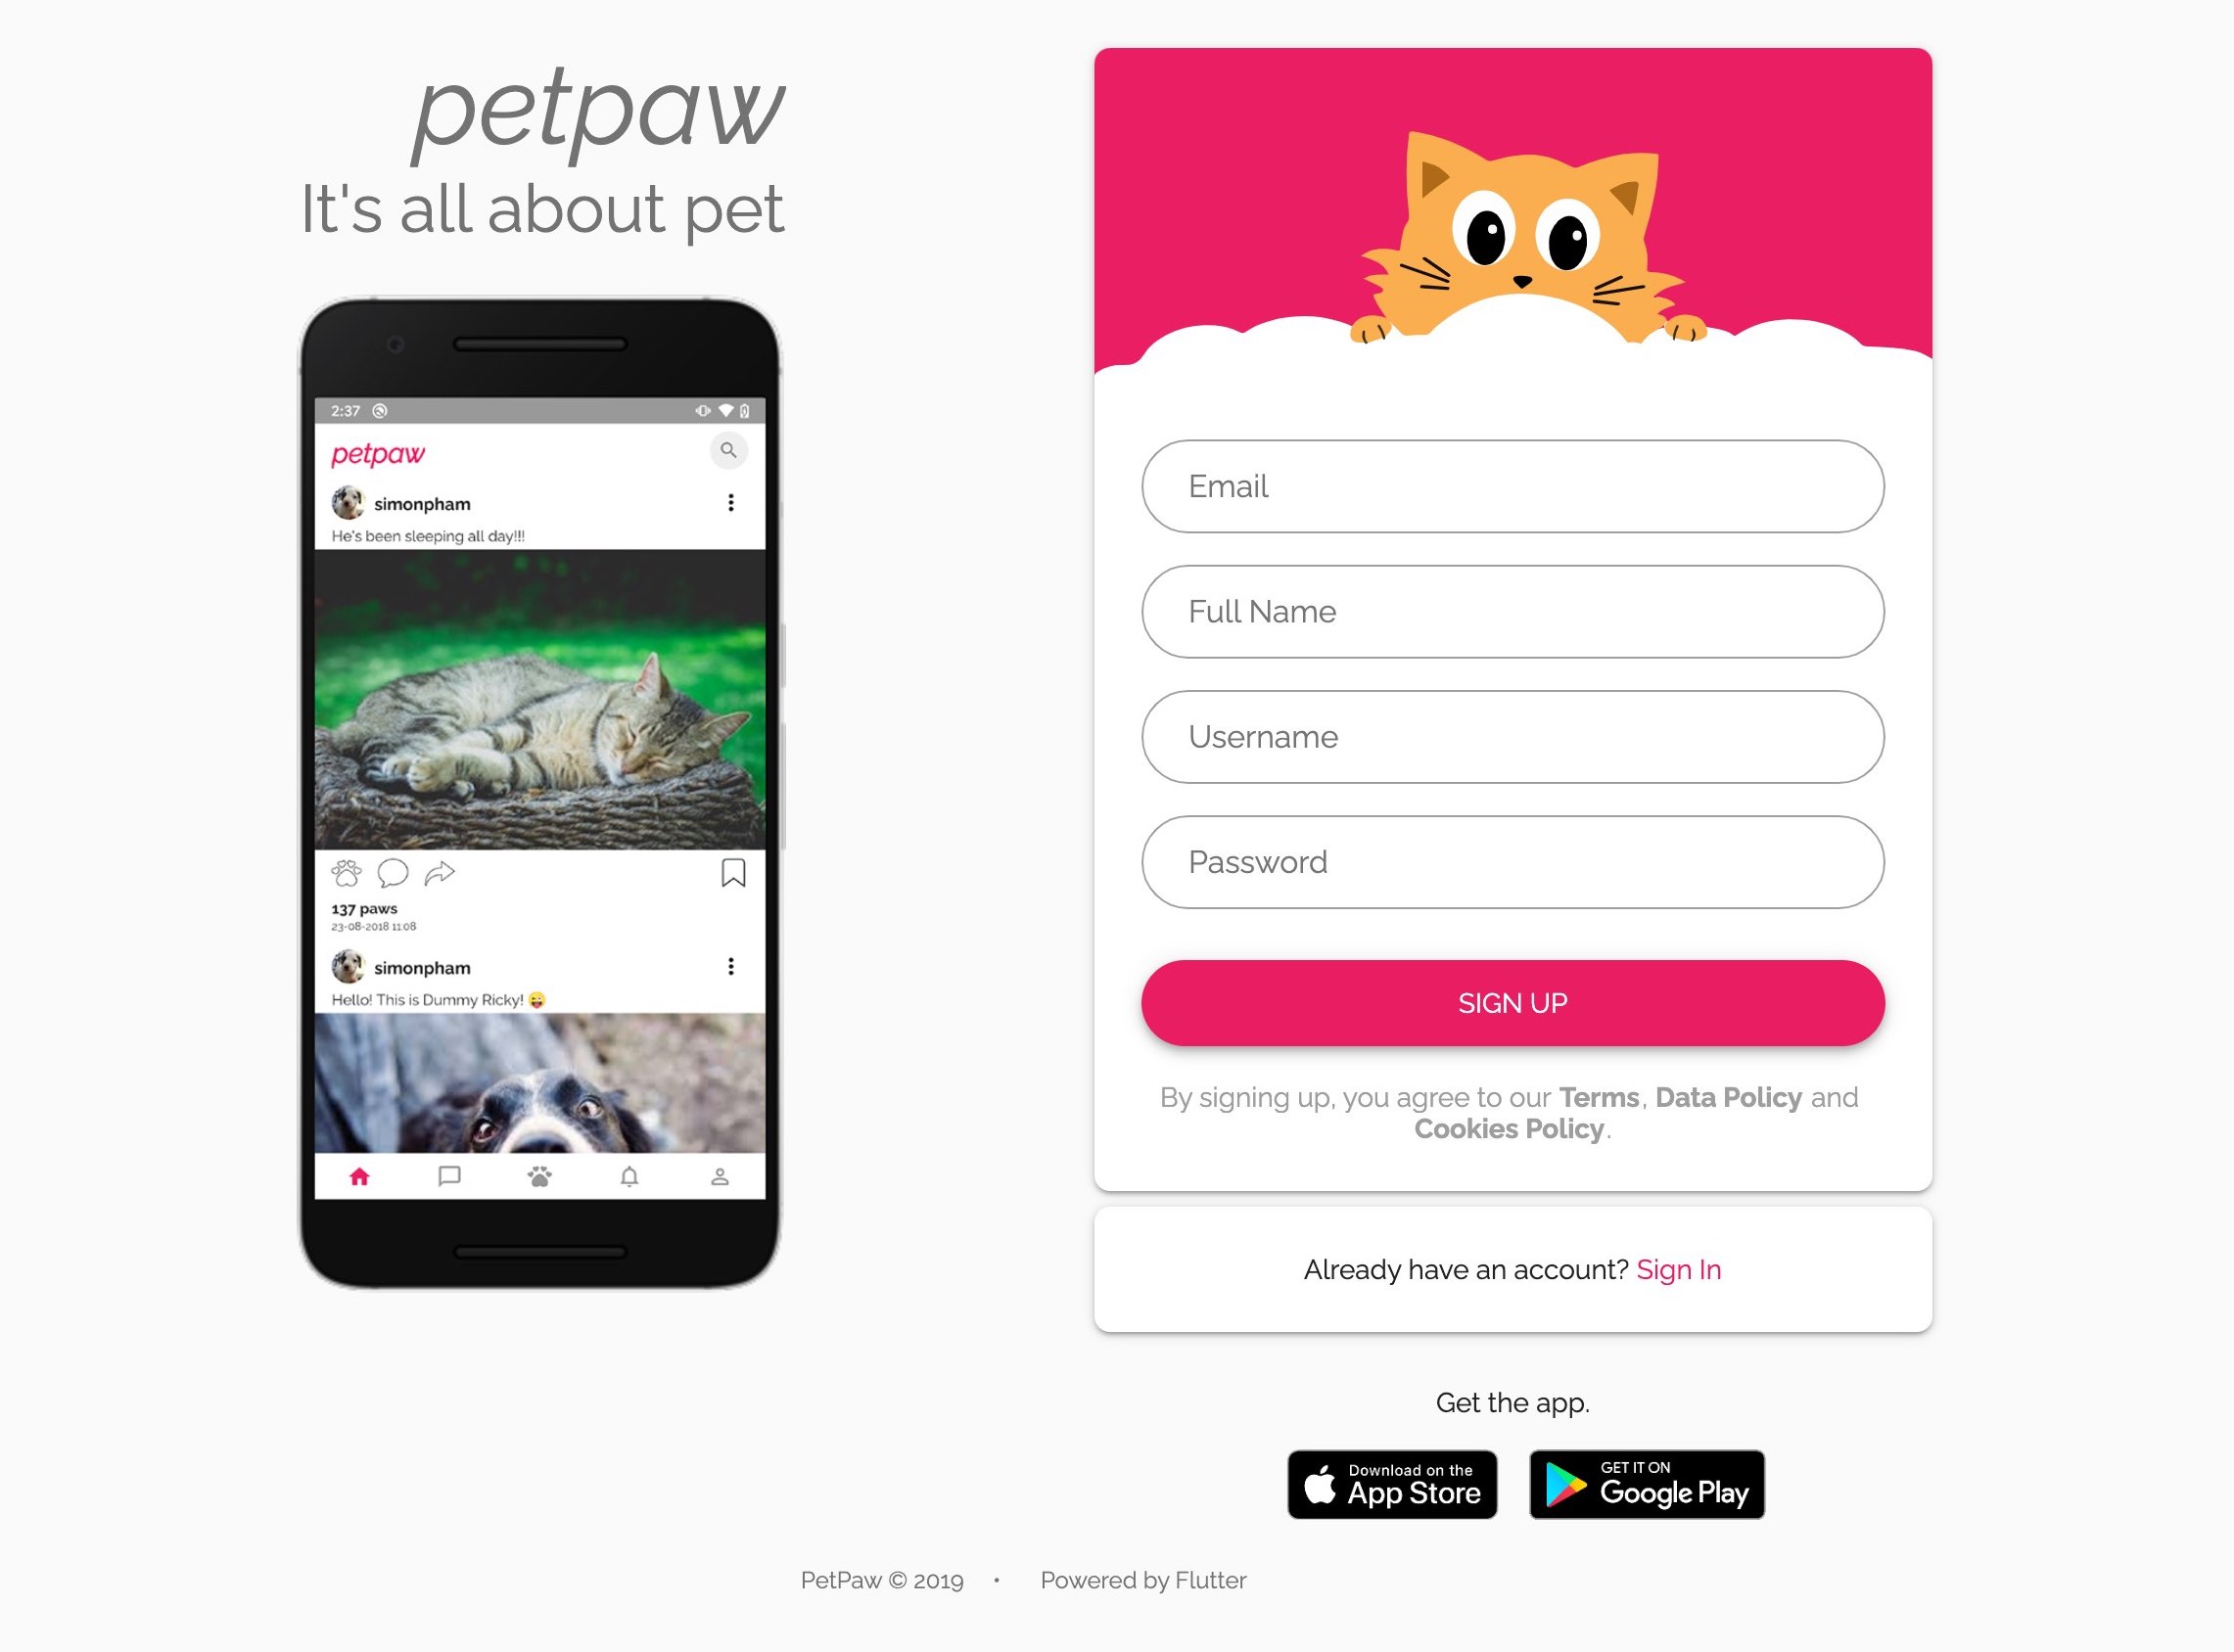 petpaw
It's all about pet
2:37
petpaw
simonpham
He's been sleeping all day!!!
137 paws
23-08-2018 11:08
simonpham
Hello! This is Dummy Ricky! 😜
Email
Full Name
Username
Password
SIGN UP
By signing up, you agree to our Terms, Data Policy and
Cookies Policy.
Already have an account? Sign In
Get the app.
Download on the
App Store
GET IT ON
Google Play
PetPaw © 2019 • Powered by Flutter